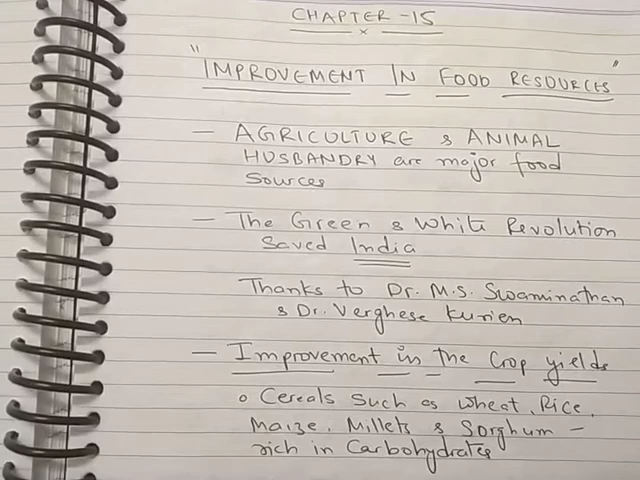 CHAPTER -15
x
"IMPROVEMENT IN FOOD RESOURCES"
- AGRICULTURE & ANIMAL
HUSBANDRY are major food
Sources
- The Green & White Revolution
Saved India
Thanks to Dr. M.S. Swaminathan
& Dr. Verghese Kurien
- Improvement in the Crop yields
o Cereals Such as Wheat, Rice,
Maize, Millets & Sorghum -
rich in Carbohydrates